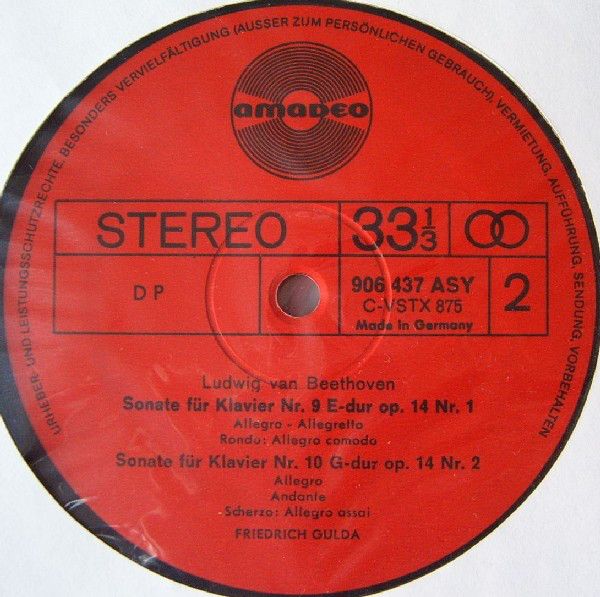 URHEBER- UND LEISTUNGSSCHUTZRECHTE, BESONDERS VERVIELFÄLTIGUNG (AUSSER ZUM PERSÖNLICHEN GEBRAUCH), VERMIETUNG, AUFFÜHRUNG, SENDUNG, VORBEHALTEN
amadeo
STEREO 33 1/3
DP 906 437 ASY 2
C-VSTX 875
Made in Germany
Ludwig van Beethoven
Sonate für Klavier Nr. 9 E-dur op. 14 Nr. 1
Allegro - Allegretto
Rondo: Allegro comodo
Sonate für Klavier Nr. 10 G-dur op. 14 Nr. 2
Allegro
Andante
Scherzo: Allegro assai
FRIEDRICH GULDA